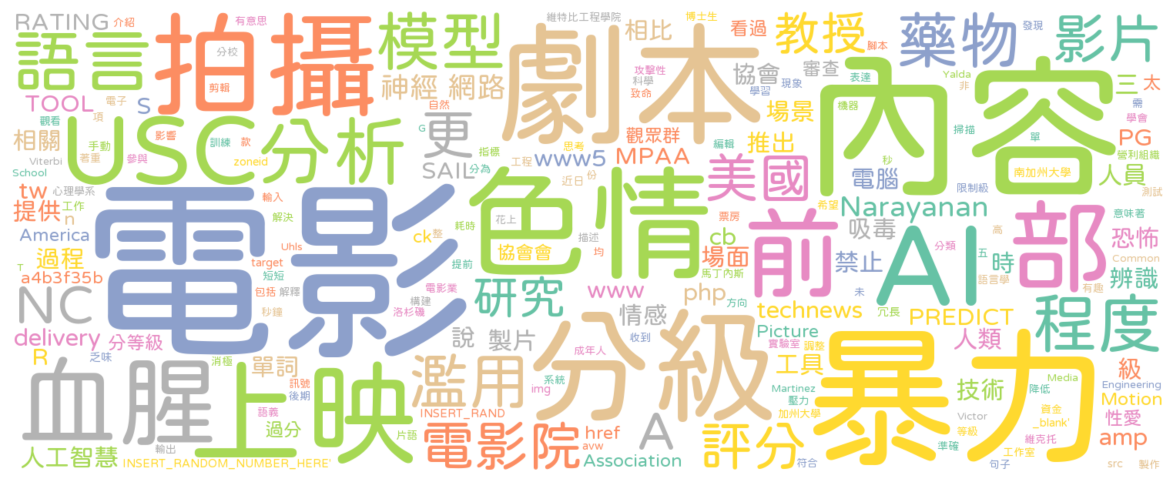 RATING 介紹 有意思 維特比工程學院 博士生 發現
語言 拍攝 模型 劇本 相比 看過 教授 藥物 影片
分校 剪輯 神經 網路 攻擊性 科學 致命 協會 審查 腳本 現象 學習 表達 Yalda 非 三 太
TOOL 電子 S 自然 場景 機器 掃描 需 學會
觀看 項 影響 訓練 款 G 更 思考 觀眾群 編輯 推出 單 PG
相關 手動 USC 分析 指標 工程 www5 MPAA 內容 營利組織
Viterbi 著重 參與 zoneid SAIL 分為 近日 份 美國 電腦 秒 南加州大學 人員
School 心理學系 限制級 測試
tw 提供 工作 n 輸入 解決 電影 耗時 花上 色情 希望 吸毒 Narayanan 部 意味著
America 過程 Uhls ck 整 協會會 描述 均 cb 票房 場面 前 禁止 AI 高 五 時 恐怖
a4b3f35b target 短短 提前 馬丁內斯 分類 語言學 Common 辨識
T 包括 解釋 電影業 研究 www php 方向 未 冗長 有趣
NC 秒鐘 洛杉磯 構建 情感 收到 technews PREDICT 程度
delivery 分等級 說 製片 Picture 人類
R 乏味 消極 單詞 訊號 後期 濫用 成年人 分級 實驗室 調整 工具 暴力 級
血腥 上映 系統 img Martinez 壓力 技術 降低 Media Engineering
語義 INSERT_RAND 加州大學 Victor 資金 性愛 Motion
過分 片語 電影院 href A 評分 等級 _blank' 維克托 amp
人工智慧 輸出 avw Association 準確 工作室
INSERT_RANDOM_NUMBER_HERE' 符合 句子 src 製作